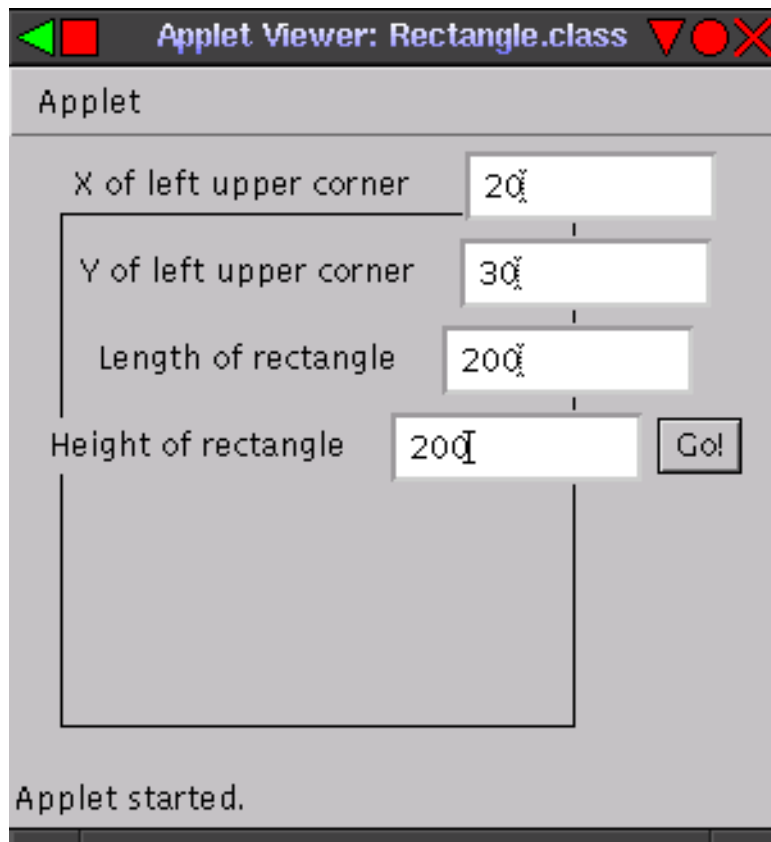 Applet Viewer: Rectangle.class
Applet
X of left upper corner 20
Y of left upper corner 30
Length of rectangle 200
Height of rectangle 200 Go!
Applet started.